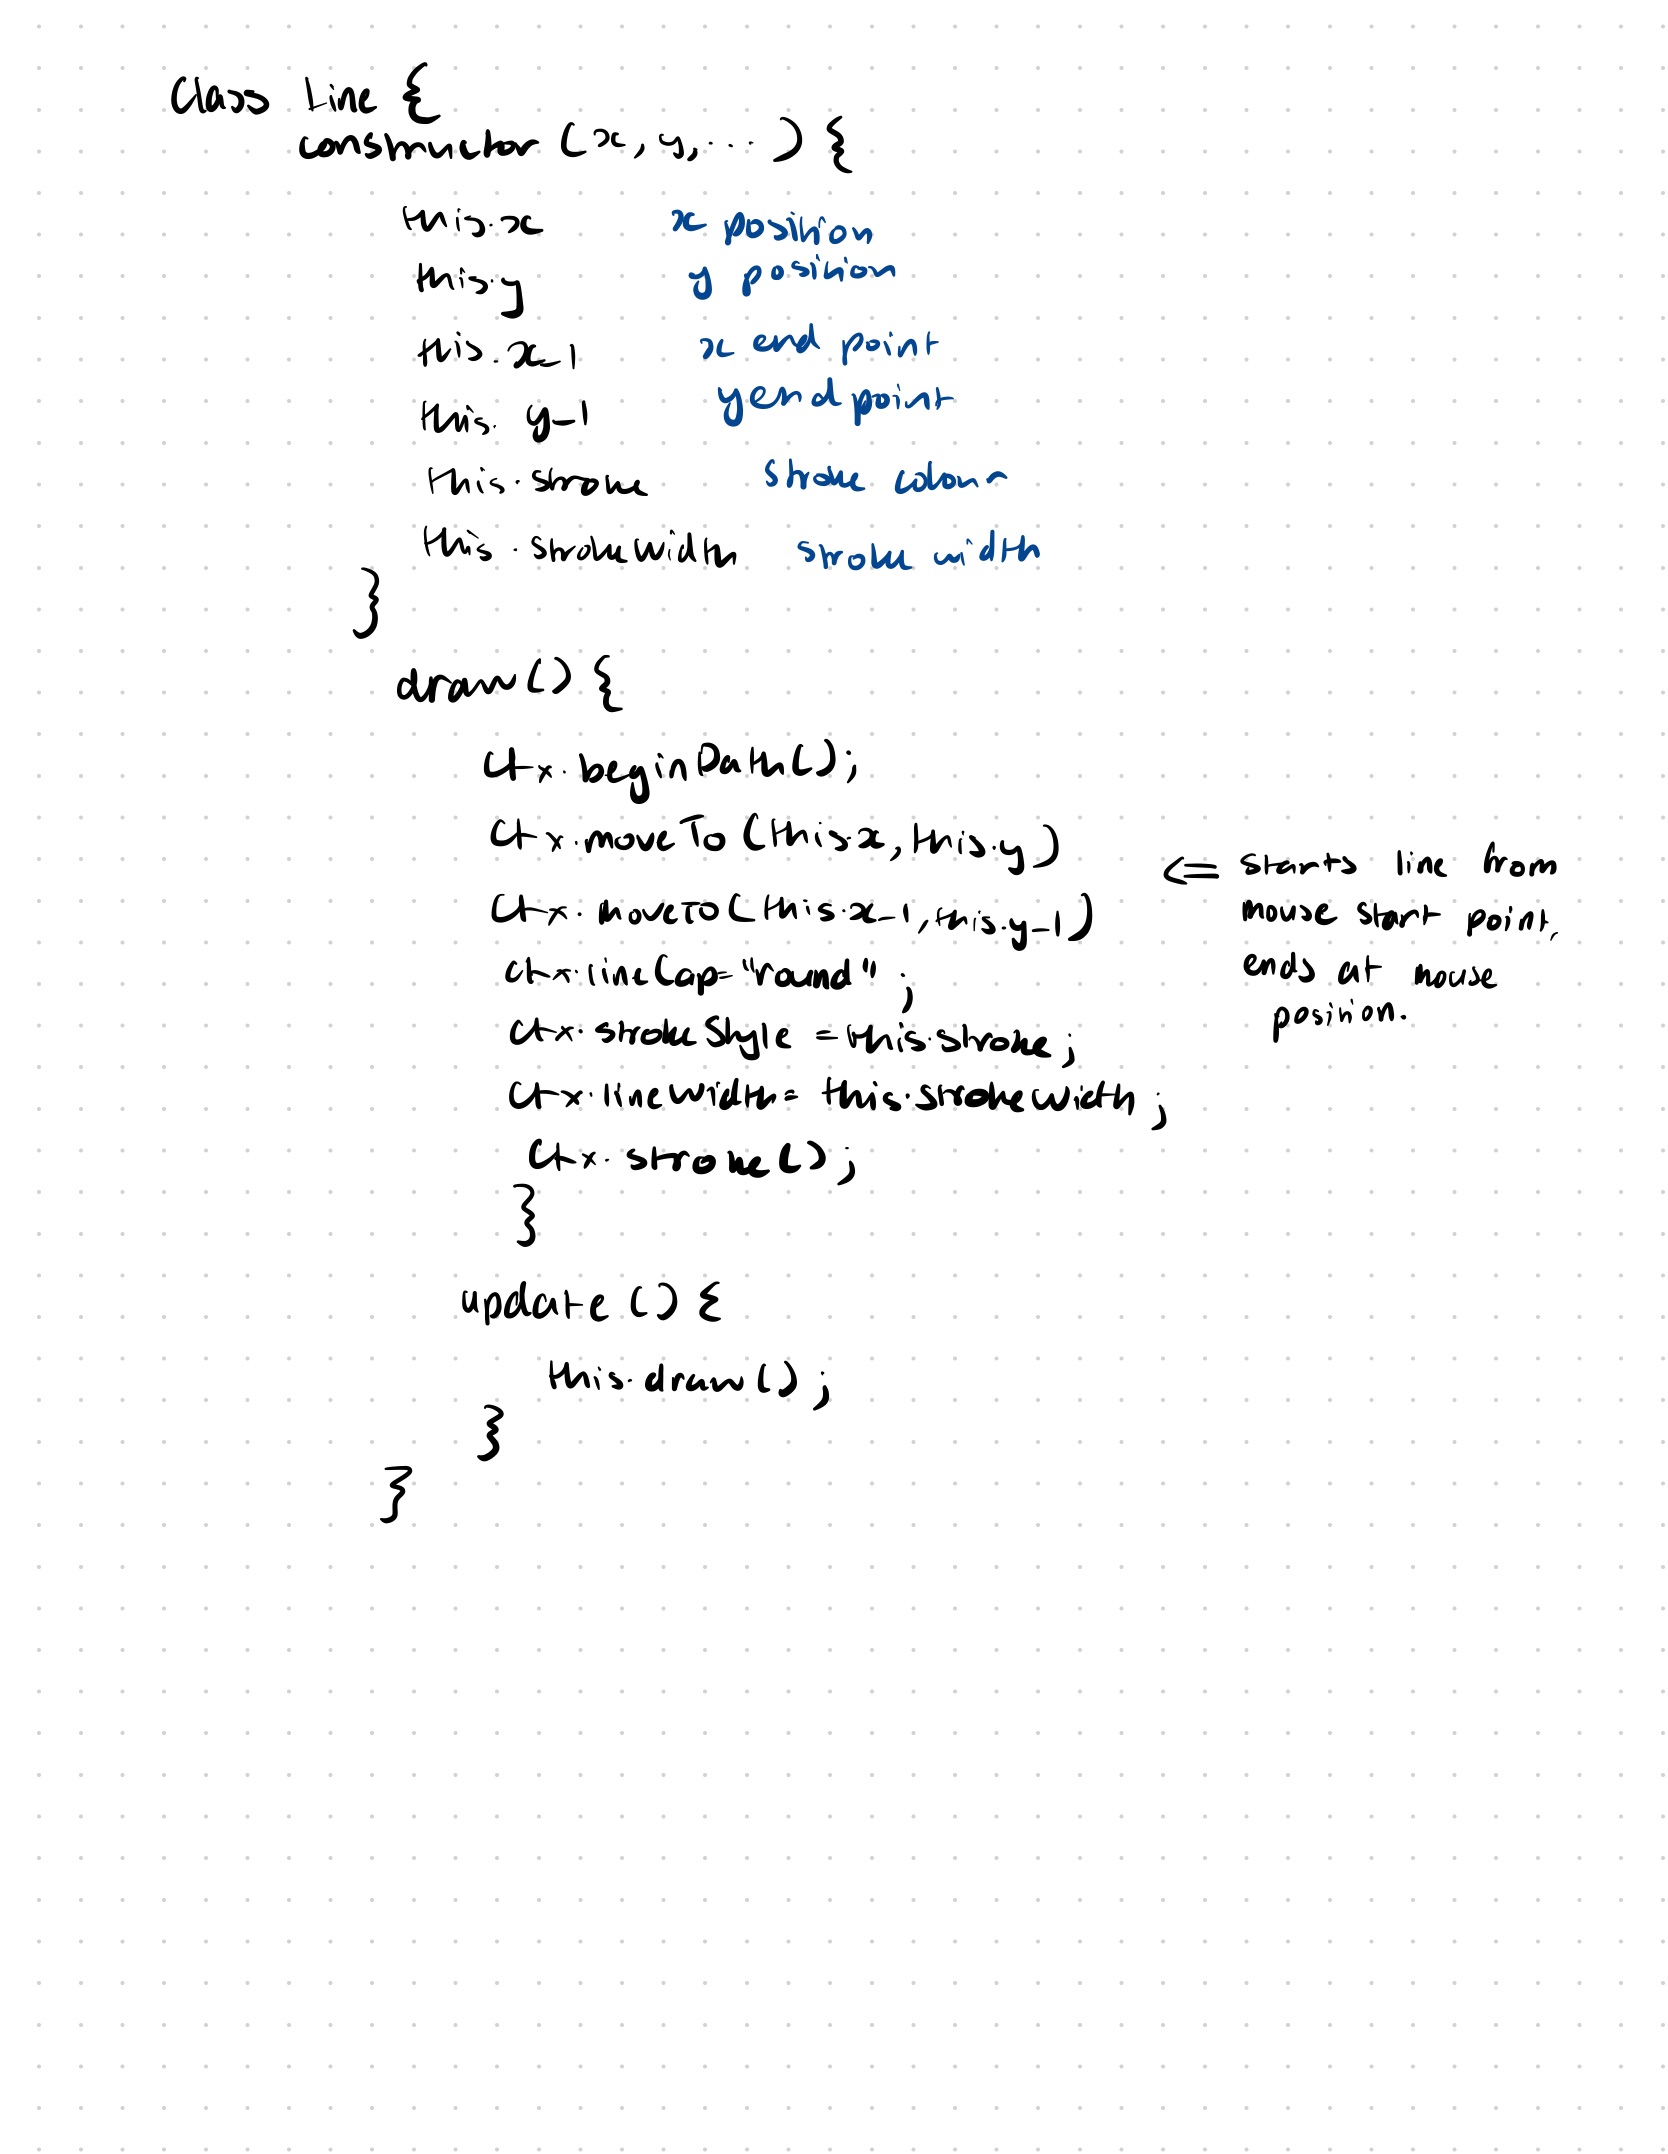 Class Line {
constructor (x, y, ...) {
this.x x position
this.y y position
this.x_1 x end point
this.y_1 y end point
this.stroke stroke colour
this.strokeWidth stroke width
}
draw() {
ctx.beginPath();
ctx.moveTo (this.x, this.y)
ctx.moveTo (this.x_1, this.y_1)
ctx.lineCap= "round" ;
ctx.strokeStyle = this.stroke;
ctx.lineWidth= this.strokeWidth ;
ctx.stroke();
}
<= starts line from
mouse start point,
ends at mouse
position.
update () {
this.draw();
}
}